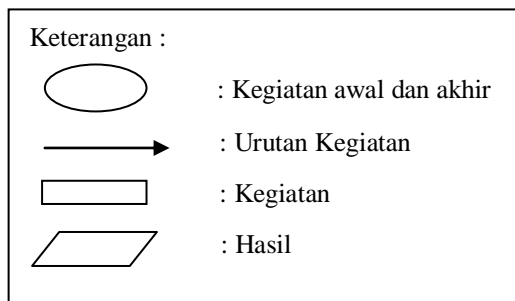 Keterangan :
: Kegiatan awal dan akhir
: Urutan Kegiatan
: Kegiatan
: Hasil